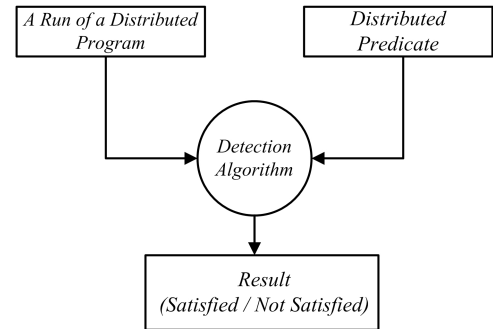 A Run of a Distributed
Program
Distributed
Predicate
Detection
Algorithm
Result
(Satisfied / Not Satisfied)